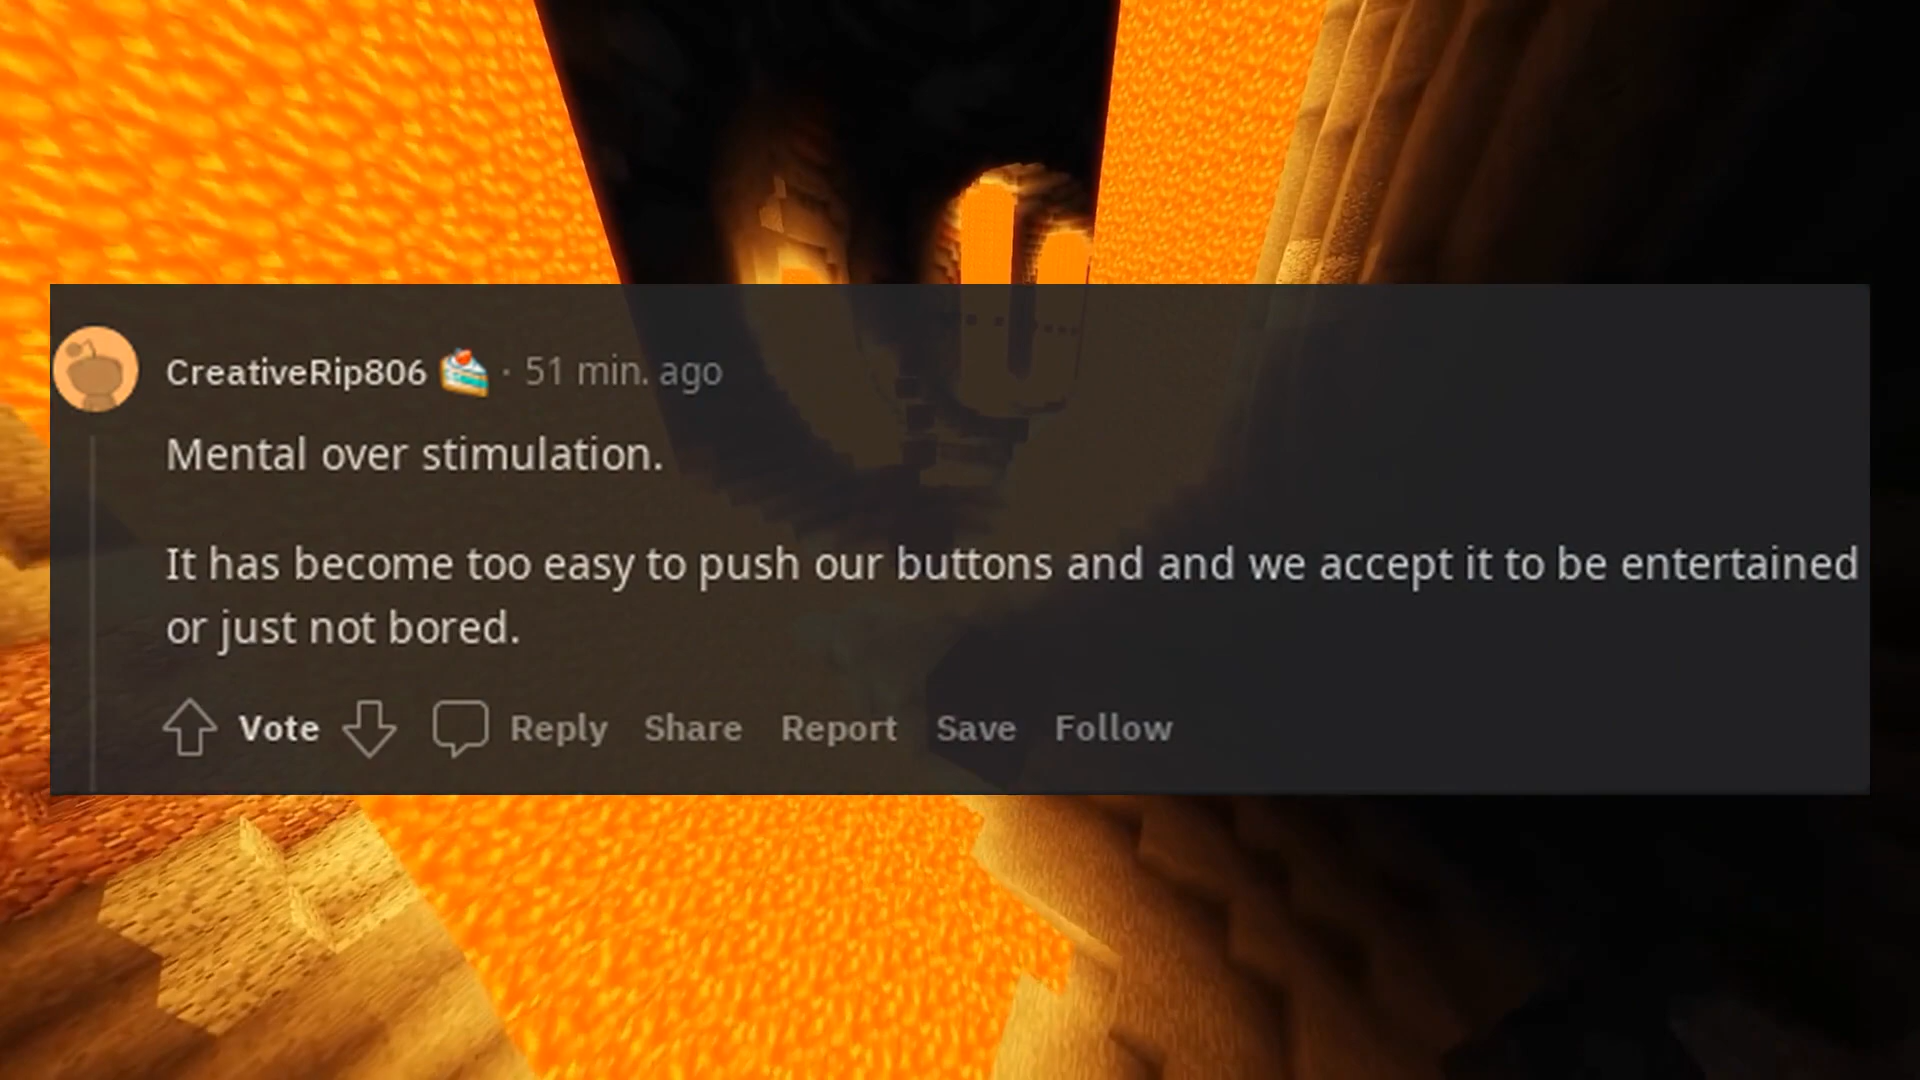 CreativeRip806 🍰 · 51 min. ago
Mental over stimulation.
It has become too easy to push our buttons and and we accept it to be entertained
or just not bored.
Vote Reply Share Report Save Follow